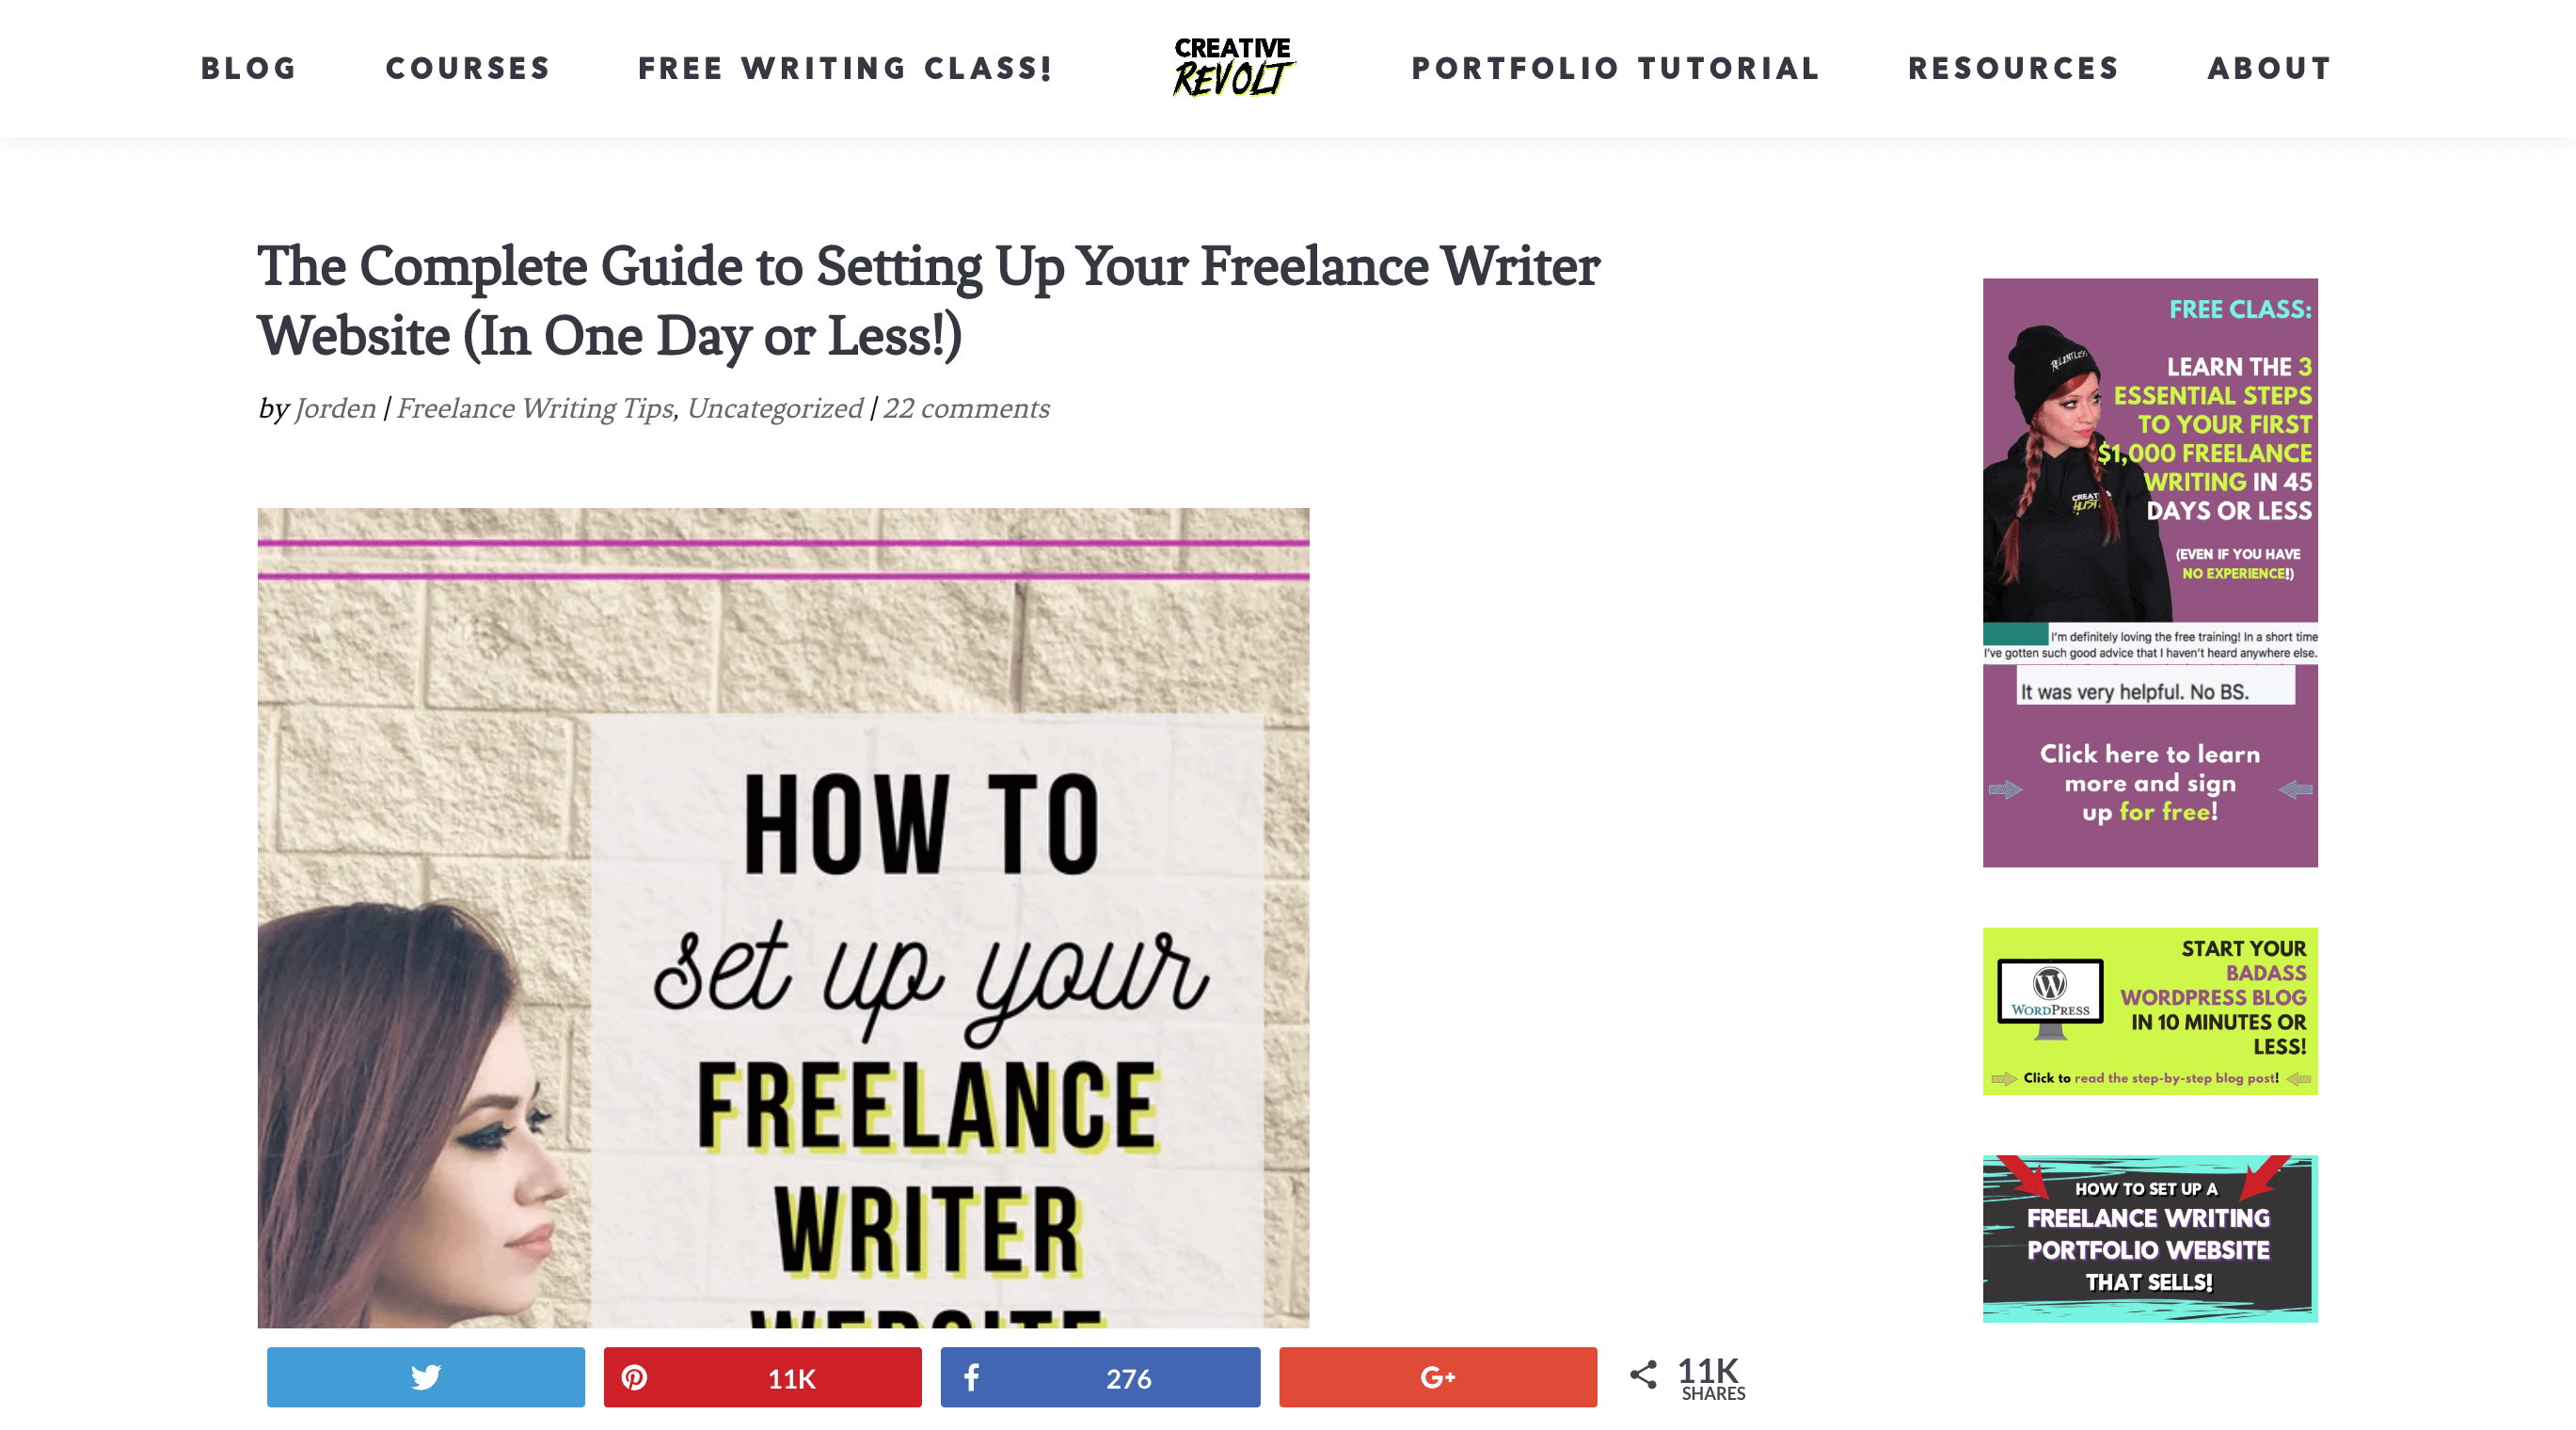 BLOG COURSES FREE WRITING CLASS! CREATIVE REVOLT PORTFOLIO TUTORIAL RESOURCES ABOUT
The Complete Guide to Setting Up Your Freelance Writer
Website (In One Day or Less!)
by Jorden | Freelance Writing Tips, Uncategorized | 22 comments
HOW TO
set up your
FREELANCE
WRITER
WEBSITE
11K
276
G+
11K
SHARES
FREE CLASS:
RELENTLESS
LEARN THE 3
ESSENTIAL STEPS
TO YOUR FIRST
$1,000 FREELANCE
WRITING IN 45
DAYS OR LESS
(EVEN IF YOU HAVE
NO EXPERIENCE!)
I'm definitely loving the free training! In a short time
I've gotten such good advice that I haven't heard anywhere else.
It was very helpful. No BS.
Click here to learn
more and sign
up for free!
START YOUR
BADASS
WORDPRESS BLOG
IN 10 MINUTES OR
LESS!
WORDPRESS
Click to read the step-by-step blog post!
HOW TO SET UP A
FREELANCE WRITING
PORTFOLIO WEBSITE
THAT SELLS!